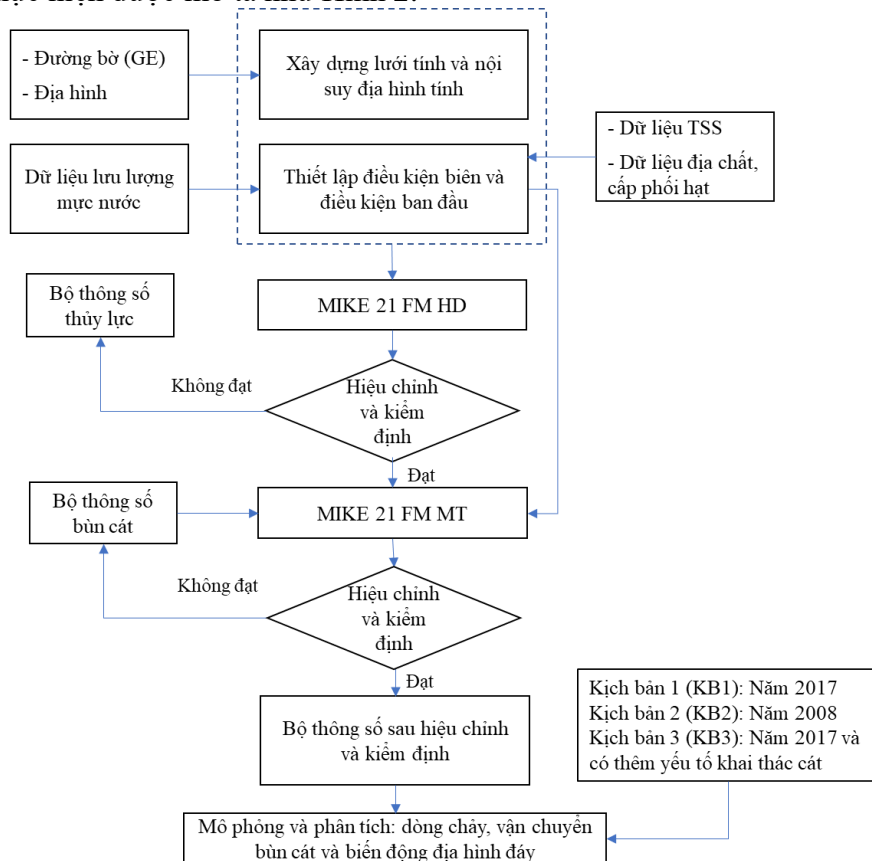 - Đường bờ (GE)
- Địa hình
Xây dựng lưới tính và nội
suy địa hình tính
- Dữ liệu TSS
- Dữ liệu địa chất,
cấp phối hạt
Dữ liệu lưu lượng
mực nước
Thiết lập điều kiện biên và
điều kiện ban đầu
Bộ thông số
thủy lực
MIKE 21 FM HD
Không đạt
Hiệu chỉnh
và kiểm
định
Đạt
Bộ thông số
bùn cát
MIKE 21 FM MT
Không đạt
Hiệu chỉnh
và kiểm
định
Đạt
Bộ thông số sau hiệu chỉnh
và kiểm định
Kịch bản 1 (KB1): Năm 2017
Kịch bản 2 (KB2): Năm 2008
Kịch bản 3 (KB3): Năm 2017 và
có thêm yếu tố khai thác cát
Mô phỏng và phân tích: dòng chảy, vận chuyển
bùn cát và biến động địa hình đáy